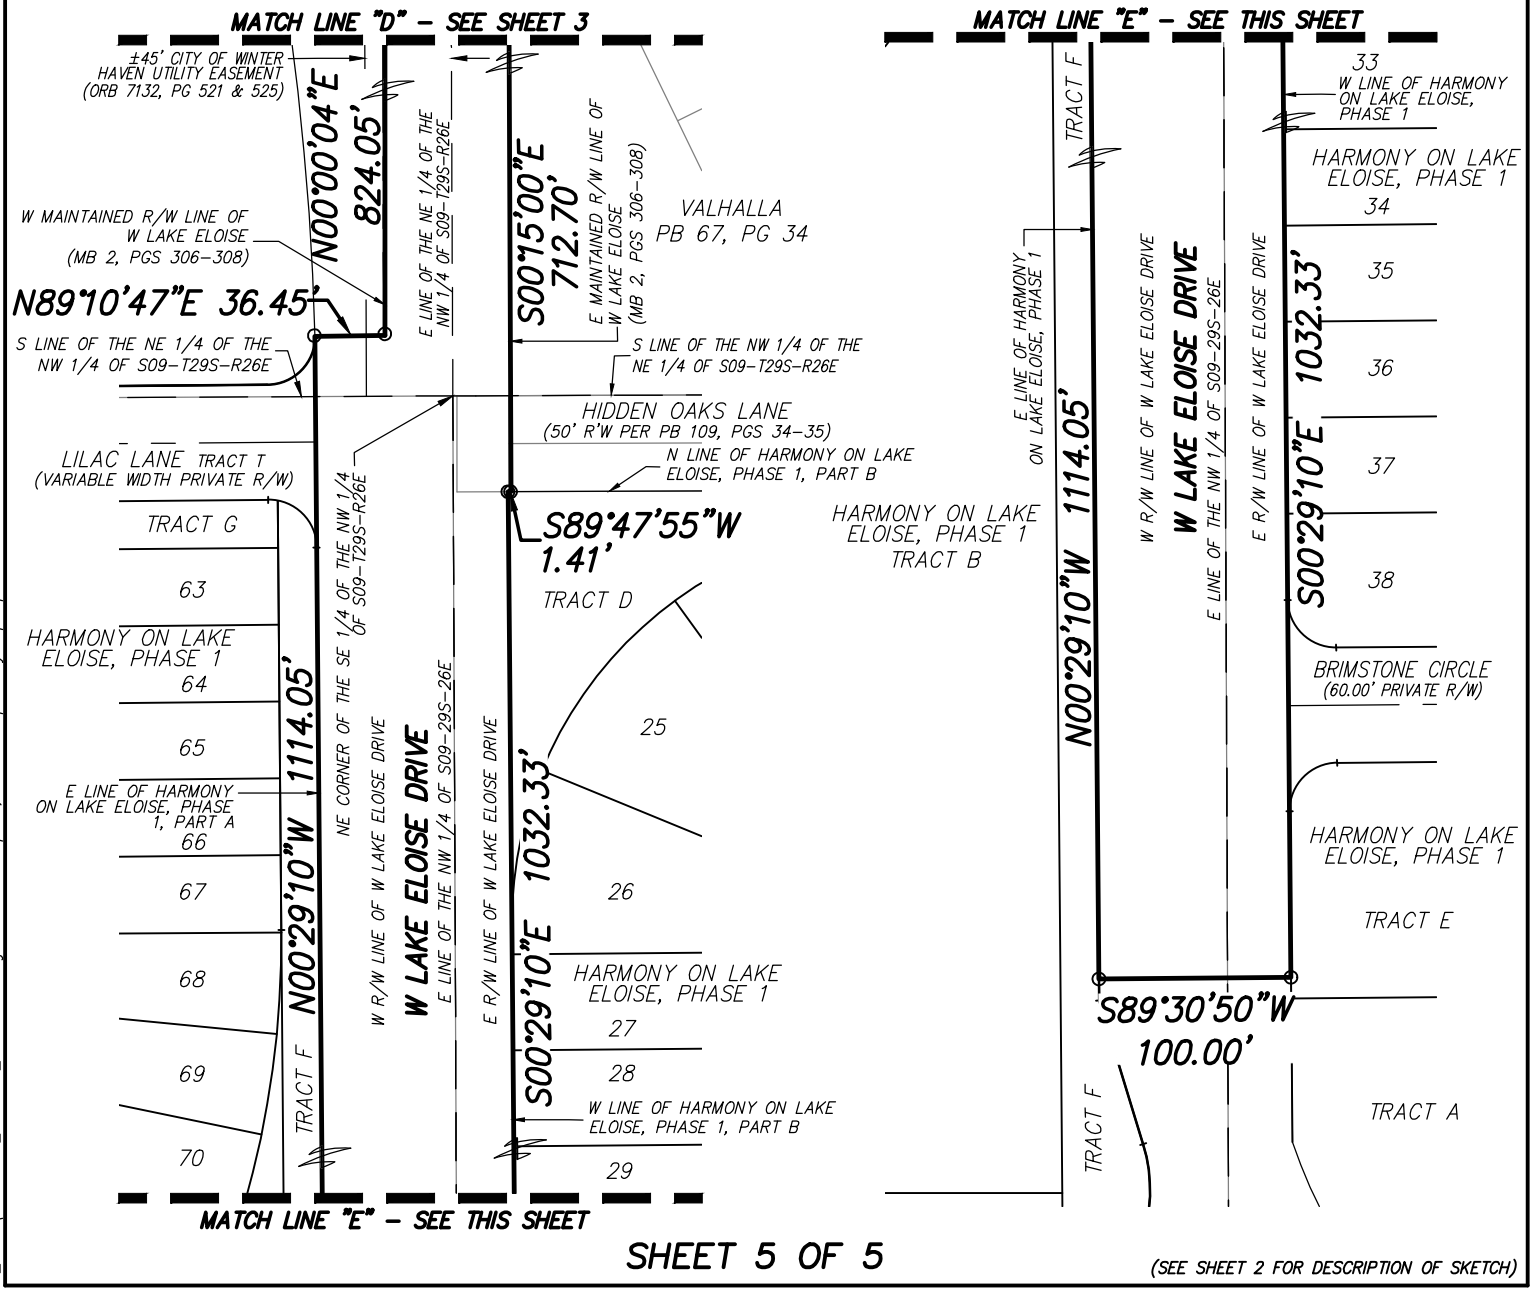 MATCH LINE "D" - SEE SHEET 3
±45' CITY OF WINTER
HAVEN UTILITY EASEMENT
(ORB 7132, PG 521 & 525)
N00°00'04"E
824.05'
E LINE OF THE NE 1/4 OF THE
NW 1/4 OF S09-T29S-R26E
S00°15'00"E
712.70'
E MAINTAINED R/W LINE OF
W LAKE ELOISE
(MB 2, PGS 306-308)
VALHALLA
PB 67, PG 34
W MAINTAINED R/W LINE OF
W LAKE ELOISE
(MB 2, PGS 306-308)
N89°10'47"E 36.45'
S LINE OF THE NE 1/4 OF THE
NW 1/4 OF S09-T29S-R26E
S LINE OF THE NW 1/4 OF THE
NE 1/4 OF S09-T29S-R26E
HIDDEN OAKS LANE
(50' R'W PER PB 109, PGS 34-35)
N LINE OF HARMONY ON LAKE
ELOISE, PHASE 1, PART B
LILAC LANE TRACT T
(VARIABLE WIDTH PRIVATE R/W)
TRACT G
S89°47'55"W
1.41'
TRACT D
NE CORNER OF THE SE 1/4 OF THE NW 1/4
OF S09-T29S-R26E
63
HARMONY ON LAKE
ELOISE, PHASE 1
64
65
E LINE OF HARMONY
ON LAKE ELOISE, PHASE
1, PART A
66
67
68
69
70
N00°29'10"W 1114.05'
TRACT F
W R/W LINE OF W LAKE ELOISE DRIVE
W LAKE ELOISE DRIVE
E LINE OF THE NW 1/4 OF S09-29S-26E
E R/W LINE OF W LAKE ELOISE DRIVE
S00°29'10"E 1032.33'
25
26
HARMONY ON LAKE
ELOISE, PHASE 1
27
28
W LINE OF HARMONY ON LAKE
ELOISE, PHASE 1, PART B
29
MATCH LINE "E" - SEE THIS SHEET
MATCH LINE "E" - SEE THIS SHEET
TRACT F
33
W LINE OF HARMONY
ON LAKE ELOISE,
PHASE 1
HARMONY ON LAKE
ELOISE, PHASE 1
34
35
36
37
38
E LINE OF HARMONY
ON LAKE ELOISE, PHASE 1
HARMONY ON LAKE
ELOISE, PHASE 1
TRACT B
N00°29'10"W 1114.05'
W R/W LINE OF W LAKE ELOISE DRIVE
W LAKE ELOISE DRIVE
E LINE OF THE NW 1/4 OF S09-29S-26E
E R/W LINE OF W LAKE ELOISE DRIVE
S00°29'10"E 1032.33'
BRIMSTONE CIRCLE
(60.00' PRIVATE R/W)
HARMONY ON LAKE
ELOISE, PHASE 1
TRACT E
S89°30'50"W
100.00'
TRACT F
TRACT A
SHEET 5 OF 5
(SEE SHEET 2 FOR DESCRIPTION OF SKETCH)